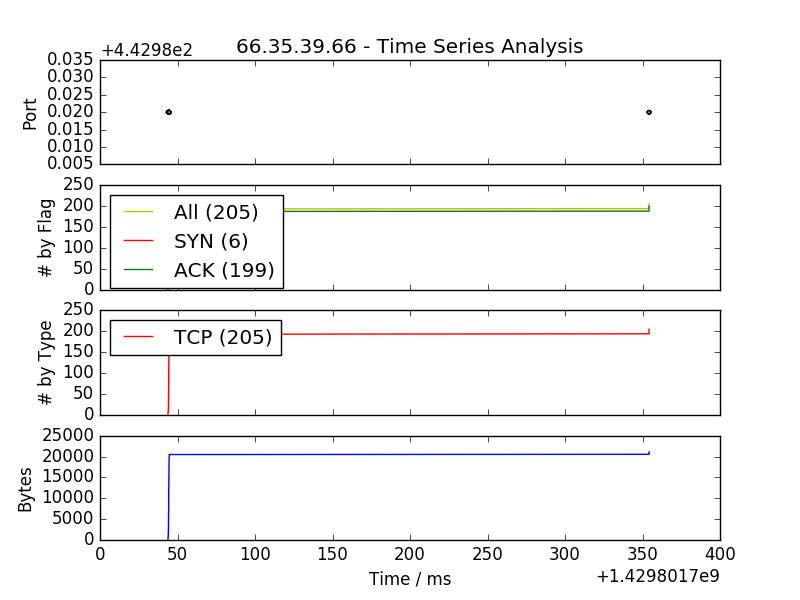 +4.4298e2
66.35.39.66 - Time Series Analysis
0.035
0.030
0.025
0.020
0.015
0.010
0.005
Port
250
200
150
100
50
0
# by Flag
All (205)
SYN (6)
ACK (199)
250
200
150
100
50
0
# by Type
TCP (205)
25000
20000
15000
10000
5000
0
Bytes
0 50 100 150 200 250 300 350 400
Time / ms
+1.4298017e9